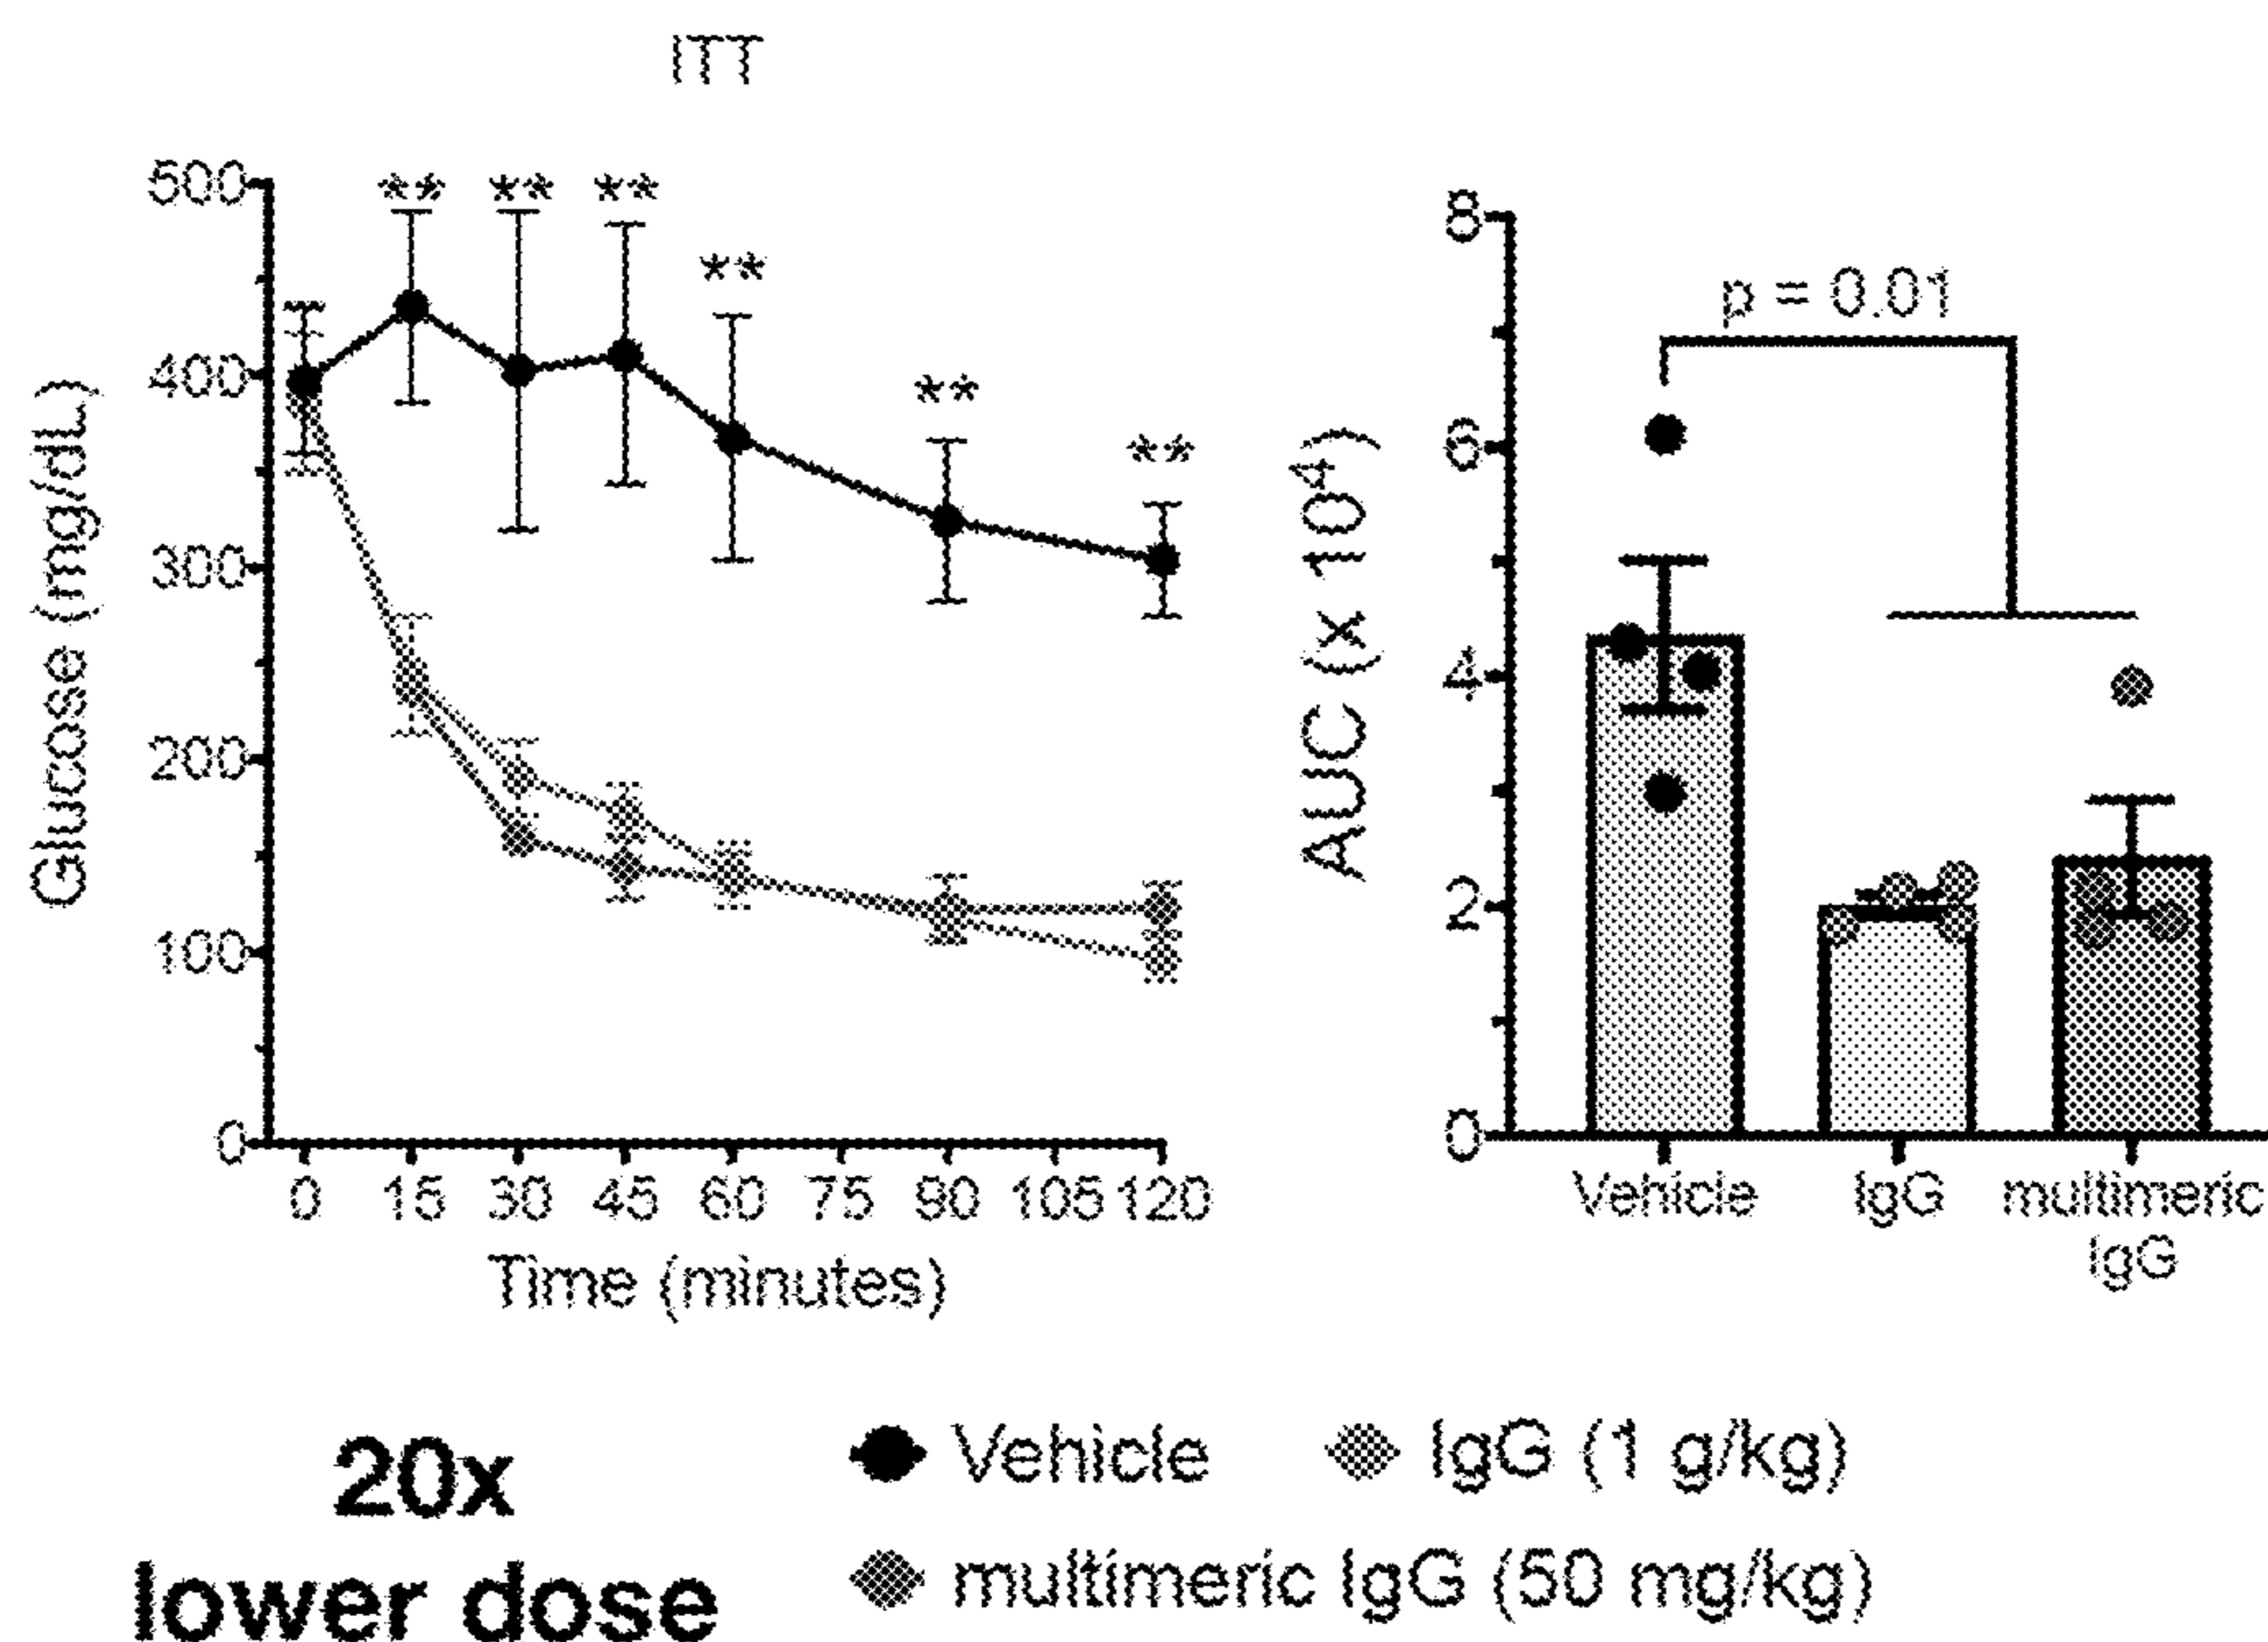 ITT
Glucose (mg/dL)
500
400
300
200
100
0
** ** ** ** ** **
0 15 30 45 60 75 90 105 120
Time (minutes)
AUC (x 10⁴)
8
6
4
2
0
p = 0.01
Vehicle IgG multimeric
IgG
20x
lower dose
Vehicle IgG (1 g/kg)
multimeric IgG (50 mg/kg)